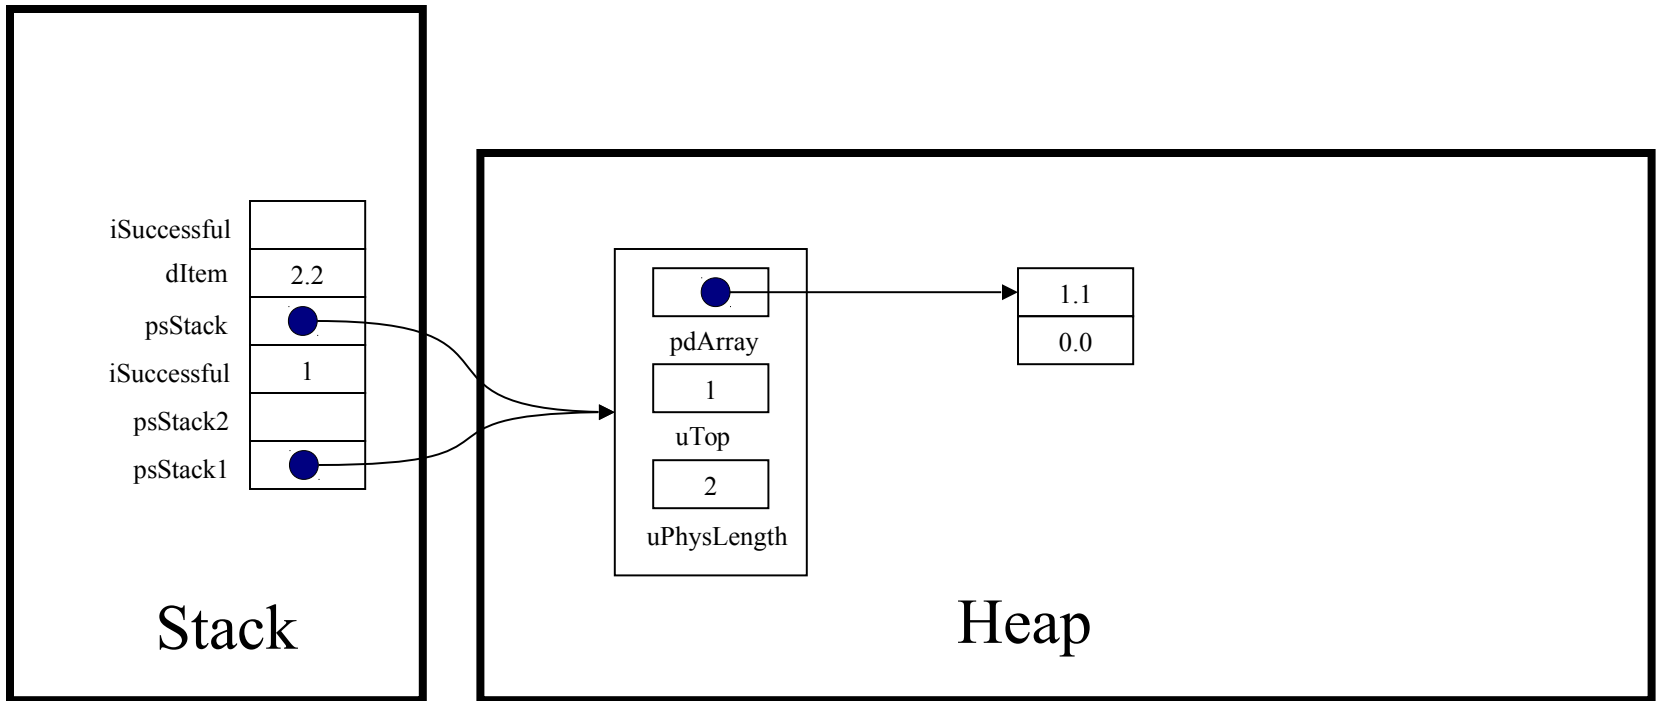 iSuccessful
dItem 2.2
psStack
iSuccessful 1
psStack2
psStack1
Stack
pdArray
1
uTop
2
uPhysLength
1.1
0.0
Heap